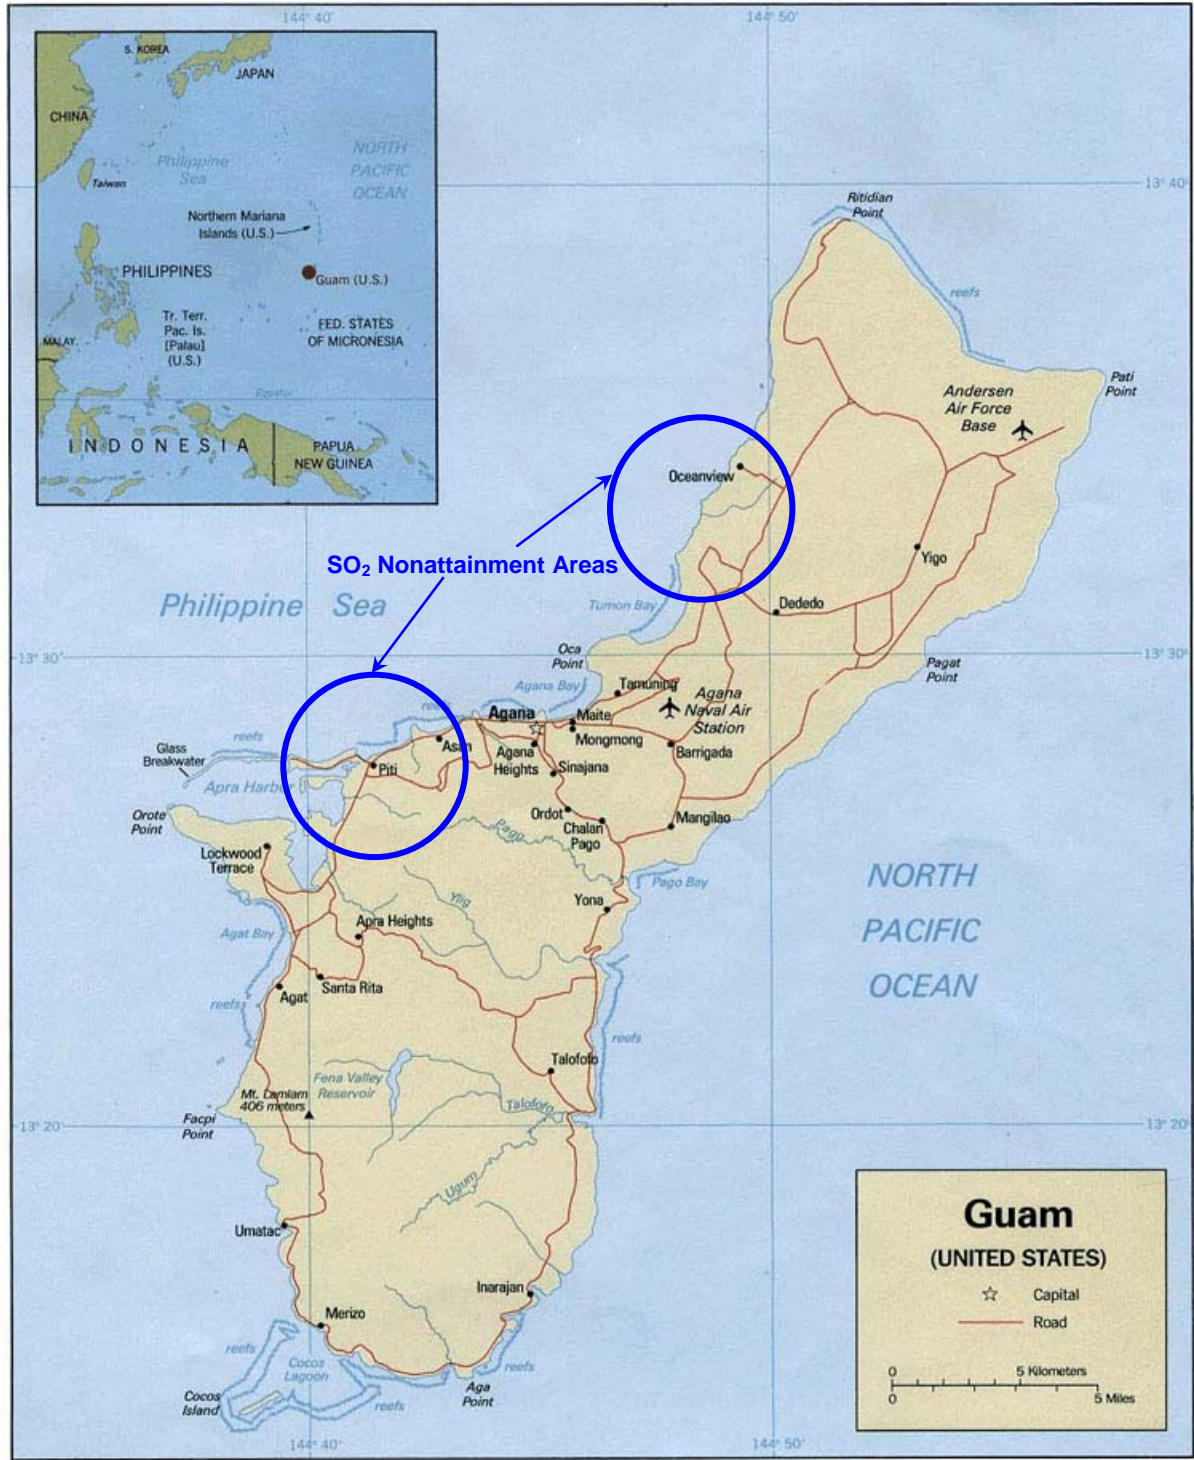 144° 40'
144° 50'
S. KOREA
JAPAN
CHINA
NORTH
PACIFIC
OCEAN
Philippine
Sea
Taiwan
Northern Mariana
Islands (U.S.)
PHILIPPINES
Guam (U.S.)
Tr. Terr.
Pac. Is.
[Palau]
(U.S.)
FED. STATES
OF MICRONESIA
MALAY.
Equator
INDONESIA
PAPUA
NEW GUINEA
13° 40'
Ritidian
Point
reefs
Pati
Point
Andersen
Air Force
Base
Oceanview
SO₂ Nonattainment Areas
Yigo
Philippine Sea
Tumon Bay
Dededo
13° 30'
13° 30'
Oca
Point
Pagat
Point
Agana Bay
Tamuning
Agana
Naval Air
Station
reefs
Agana
Maite
Mongmong
reefs
Glass
Breakwater
Asan
Agana
Heights
Barrigada
Piti
Sinajana
Apra Harbor
Orote
Point
Ordot
Chalan
Pago
Mangilao
Pago
Lockwood
Terrace
NORTH
PACIFIC
OCEAN
Pago Bay
Ylig
Yona
Apra Heights
Agat Bay
Santa Rita
Agat
reefs
reefs
Talofofo
Fena Valley
Reservoir
Mt. Lamlam
406 meters
Talofofo
Facpi
Point
13° 20'
13° 20'
Ugum
Umatac
Guam
(UNITED STATES)
Capital
Road
0 5 Kilometers
0 5 Miles
Inarajan
Merizo
reefs
Cocos
Lagoon
reefs
Cocos
Island
reefs
Aga
Point
144° 40'
144° 50'